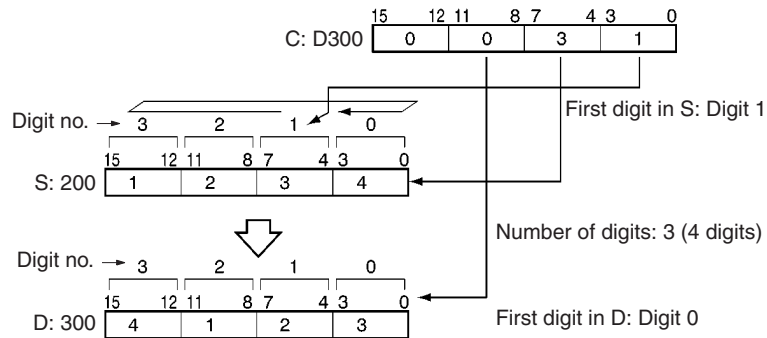 15 12 11 8 7 4 3 0
C: D300 0 0 3 1
First digit in S: Digit 1
Digit no. → 3 2 1 0
15 12 11 8 7 4 3 0
S: 200 1 2 3 4
Number of digits: 3 (4 digits)
Digit no. → 3 2 1 0
15 12 11 8 7 4 3 0
First digit in D: Digit 0
D: 300 4 1 2 3